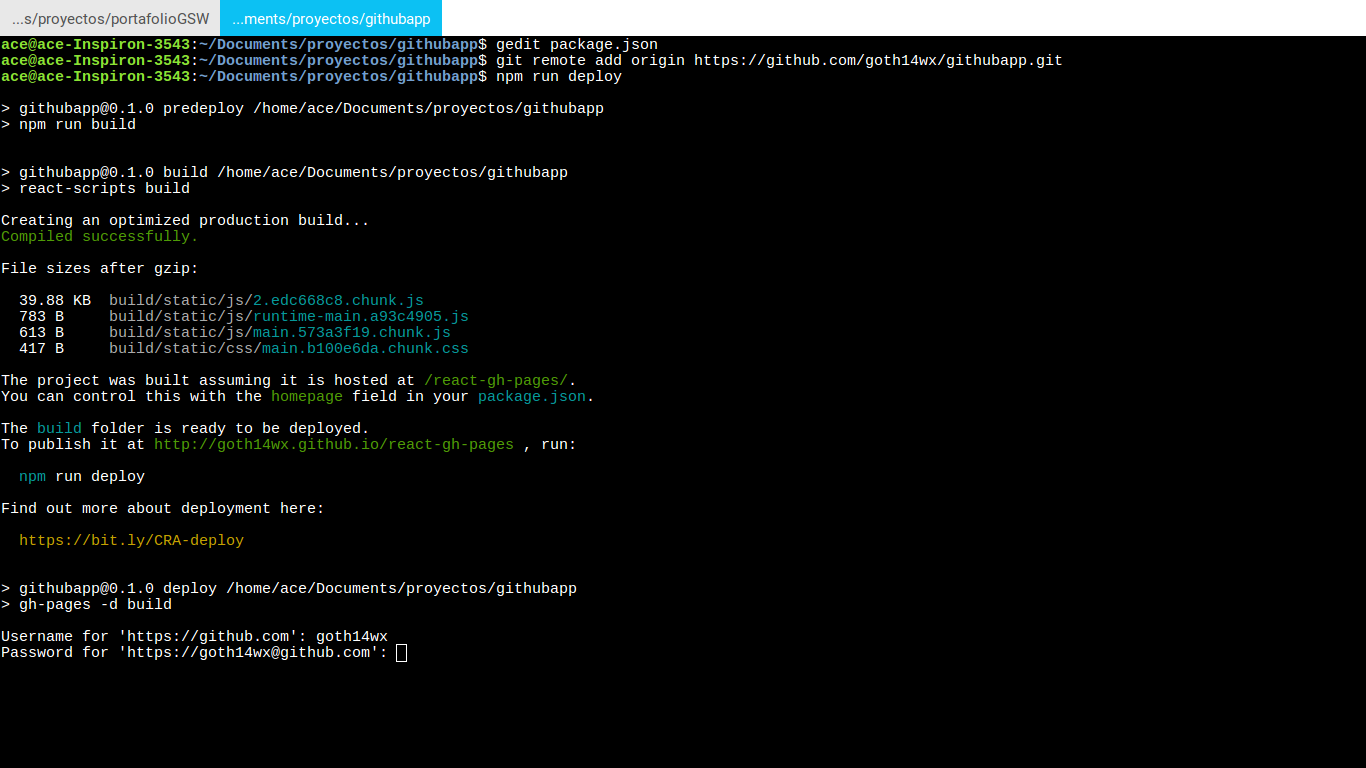 ...s/proyectos/portafolioGSW
...ments/proyectos/githubapp
ace@ace-Inspiron-3543:~/Documents/proyectos/githubapp$ gedit package.json
ace@ace-Inspiron-3543:~/Documents/proyectos/githubapp$ git remote add origin https://github.com/goth14wx/githubapp.git
ace@ace-Inspiron-3543:~/Documents/proyectos/githubapp$ npm run deploy
> githubapp@0.1.0 predeploy /home/ace/Documents/proyectos/githubapp
> npm run build
> githubapp@0.1.0 build /home/ace/Documents/proyectos/githubapp
> react-scripts build
Creating an optimized production build...
Compiled successfully.
File sizes after gzip:
39.88 KB  build/static/js/2.edc668c8.chunk.js
783 B     build/static/js/runtime-main.a93c4905.js
613 B     build/static/js/main.573a3f19.chunk.js
417 B     build/static/css/main.b100e6da.chunk.css
The project was built assuming it is hosted at /react-gh-pages/.
You can control this with the homepage field in your package.json.
The build folder is ready to be deployed.
To publish it at http://goth14wx.github.io/react-gh-pages , run:
npm run deploy
Find out more about deployment here:
https://bit.ly/CRA-deploy
> githubapp@0.1.0 deploy /home/ace/Documents/proyectos/githubapp
> gh-pages -d build
Username for 'https://github.com': goth14wx
Password for 'https://goth14wx@github.com':